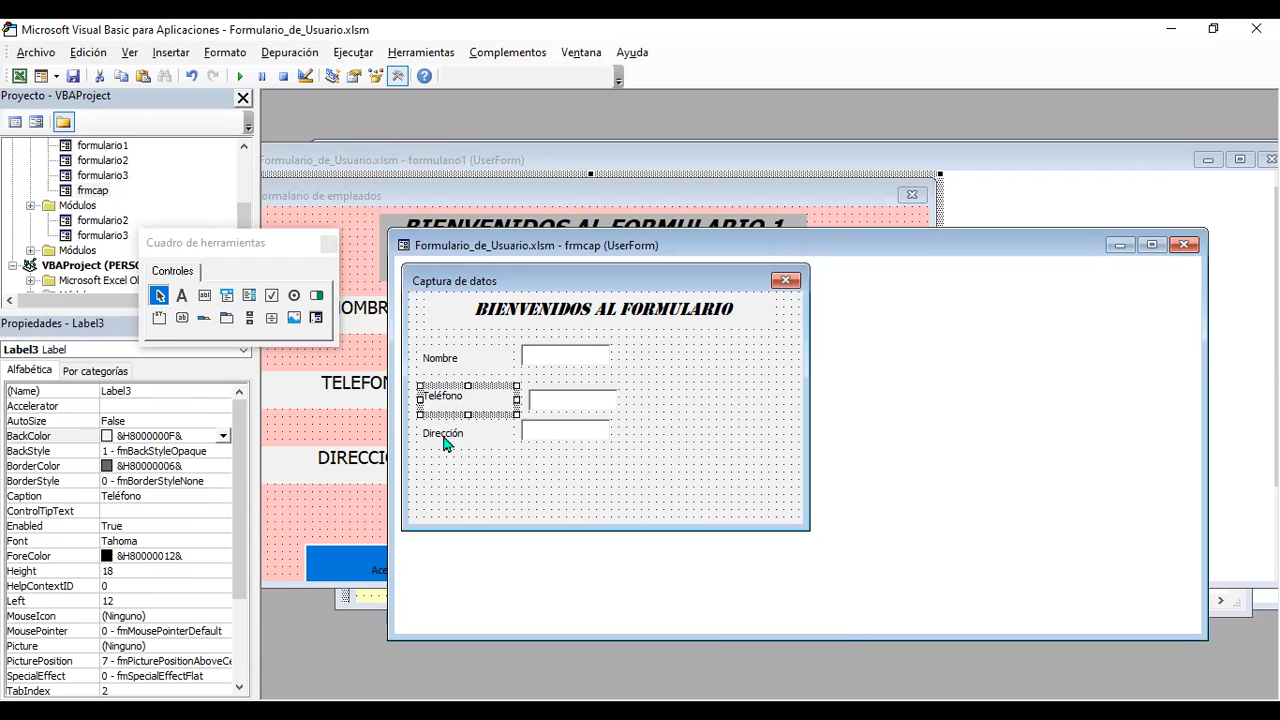 Microsoft Visual Basic para Aplicaciones - Formulario_de_Usuario.xlsm
Archivo Edición Ver Insertar Formato Depuración Ejecutar Herramientas Complementos Ventana Ayuda
Proyecto - VBAProject
formulario1
formulario2
formulario3
frmcap
Módulos
formulario2
formulario3
Módulos
VBAProject (PERSO
Microsoft Excel Ob
Cuadro de herramientas
Controles
Propiedades - Label3
Label3 Label
Alfabética Por categorías
(Name) Label3
Accelerator
AutoSize False
BackColor &H8000000F&
BackStyle 1 - fmBackStyleOpaque
BorderColor &H80000006&
BorderStyle 0 - fmBorderStyleNone
Caption Teléfono
ControlTipText
Enabled True
Font Tahoma
ForeColor &H80000012&
Height 18
HelpContextID 0
Left 12
MouseIcon (Ninguno)
MousePointer 0 - fmMousePointerDefault
Picture (Ninguno)
PicturePosition 7 - fmPicturePositionAboveCe
SpecialEffect 0 - fmSpecialEffectFlat
TabIndex 2
Formulario_de_Usuario.xlsm - formulario1 (UserForm)
ormalario de empleados
BIENVENIDOS AL FORMULARIO 1
OMBR
TELEFON
DIRECCI
Ace
Formulario_de_Usuario.xlsm - frmcap (UserForm)
Captura de datos
BIENVENIDOS AL FORMULARIO
Nombre
Teléfono
Dirección